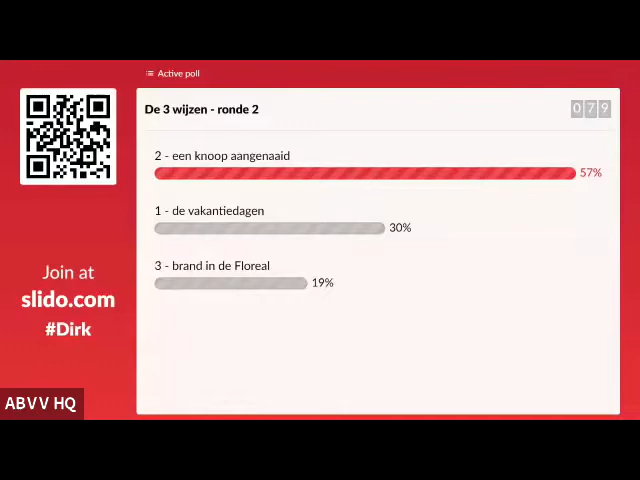 Active poll
De 3 wijzen - ronde 2
079
2 - een knoop aangenaaid
57%
1 - de vakantiedagen
30%
3 - brand in de Floreal
19%
Join at
slido.com
#Dirk
ABVV HQ